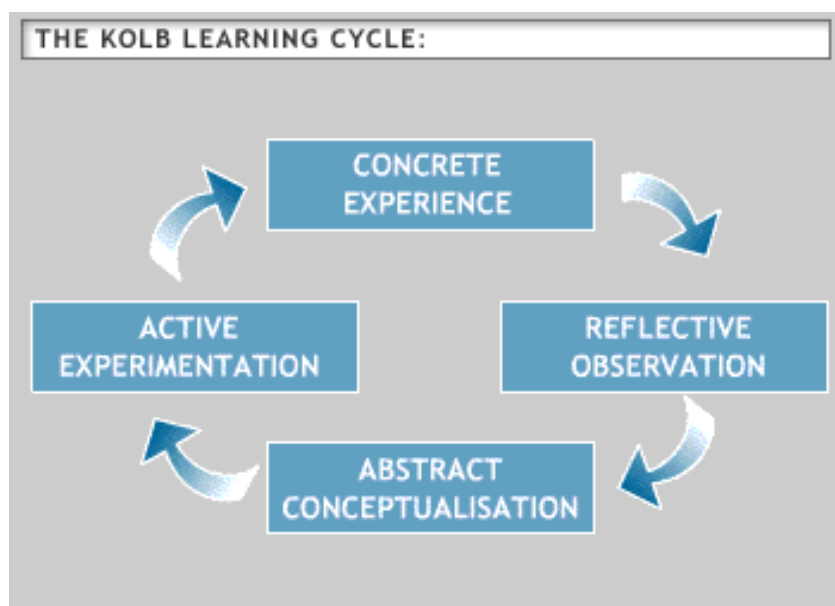 THE KOLB LEARNING CYCLE:
CONCRETE
EXPERIENCE
ACTIVE
EXPERIMENTATION
REFLECTIVE
OBSERVATION
ABSTRACT
CONCEPTUALISATION